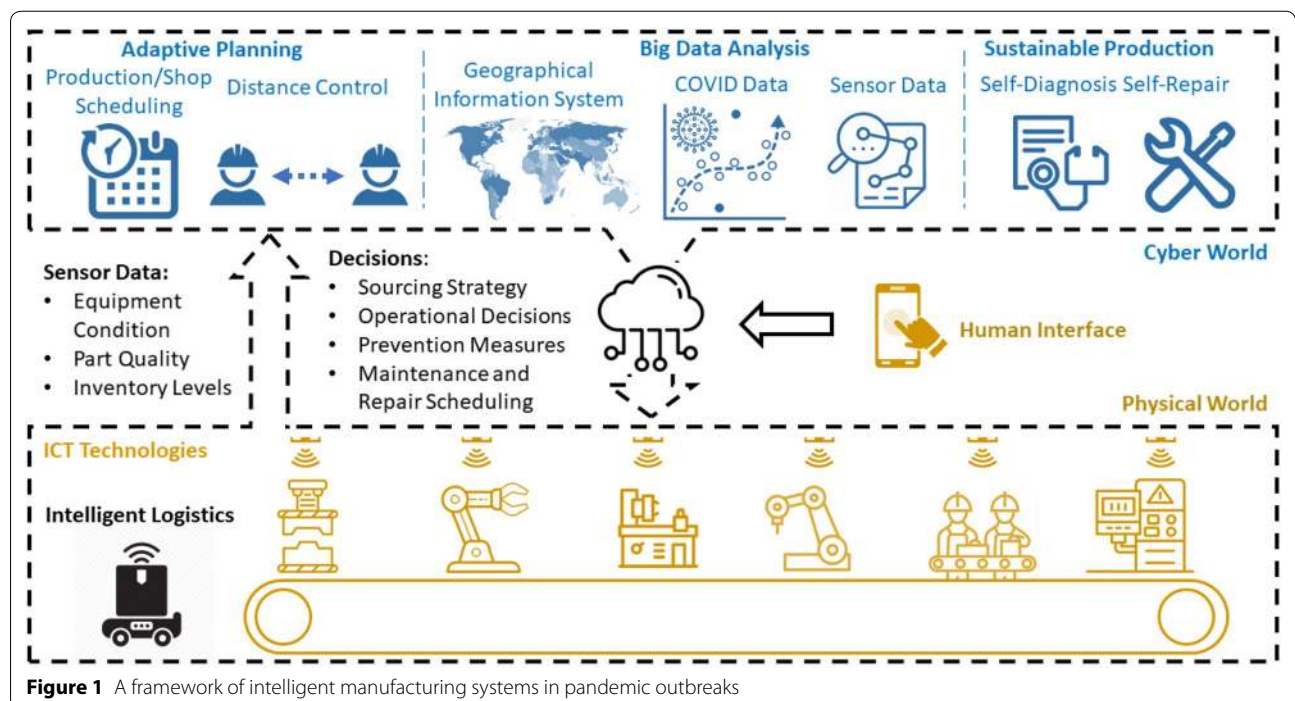 Adaptive Planning
Production/Shop
Scheduling
Distance Control
Big Data Analysis
Geographical
Information System
COVID Data
Sensor Data
Sustainable Production
Self-Diagnosis Self-Repair
Cyber World
Sensor Data:
• Equipment
Condition
• Part Quality
• Inventory Levels
Decisions:
• Sourcing Strategy
• Operational Decisions
• Prevention Measures
• Maintenance and
Repair Scheduling
Human Interface
Physical World
ICT Technologies
Intelligent Logistics
Figure 1 A framework of intelligent manufacturing systems in pandemic outbreaks